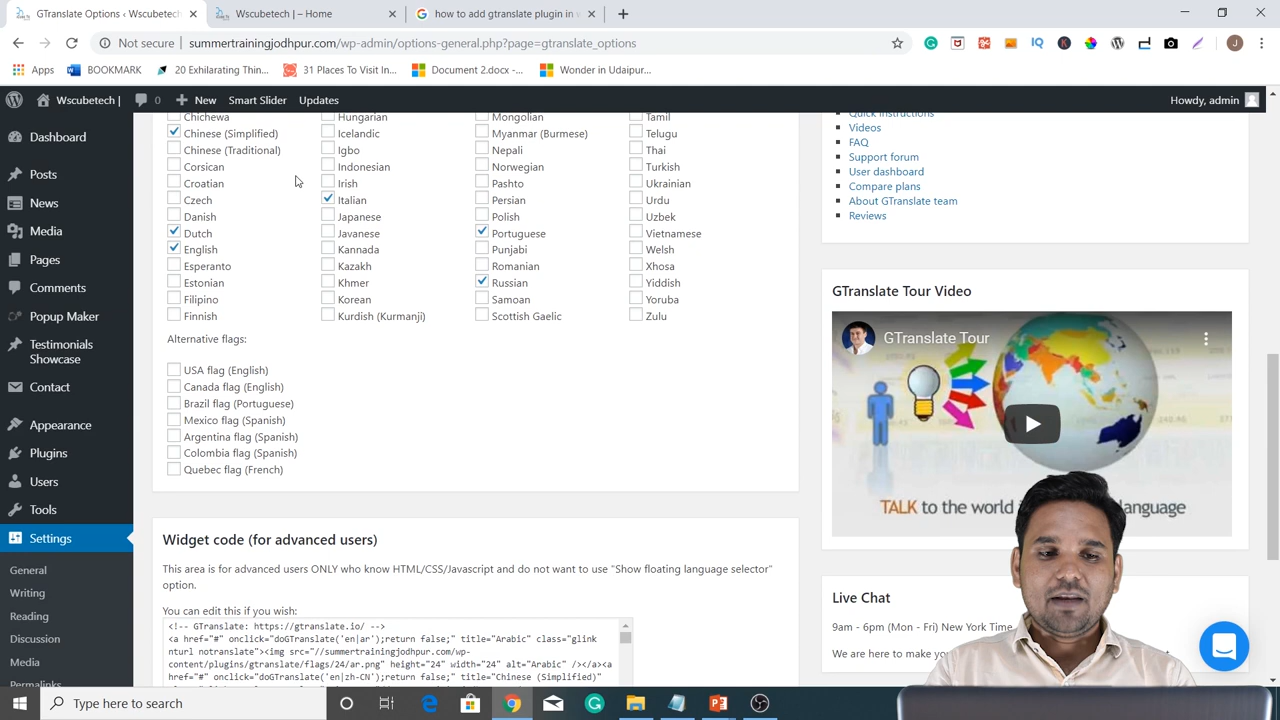 GTranslate Options ‹ Wscubetech
Wscubetech | – Home
how to add gtranslate plugin in
Not secure summertrainingjodhpur.com/wp-admin/options-general.php?page=gtranslate_options
Apps BOOKMARK 20 Exhilarating Thin... 31 Places To Visit In... Document 2.docx -... Wonder in Udaipur...
Wscubetech | 0 New Smart Slider Updates Howdy, admin
Dashboard
Posts
News
Media
Pages
Comments
Popup Maker
Testimonials
Showcase
Contact
Appearance
Plugins
Users
Tools
Settings
General
Writing
Reading
Discussion
Media
Permalinks
Chichewa Hungarian Mongolian Tamil
Chinese (Simplified) Icelandic Myanmar (Burmese) Telugu
Chinese (Traditional) Igbo Nepali Thai
Corsican Indonesian Norwegian Turkish
Croatian Irish Pashto Ukrainian
Czech Italian Persian Urdu
Danish Japanese Polish Uzbek
Dutch Javanese Portuguese Vietnamese
English Kannada Punjabi Welsh
Esperanto Kazakh Romanian Xhosa
Estonian Khmer Russian Yiddish
Filipino Korean Samoan Yoruba
Finnish Kurdish (Kurmanji) Scottish Gaelic Zulu
Alternative flags:
USA flag (English)
Canada flag (English)
Brazil flag (Portuguese)
Mexico flag (Spanish)
Argentina flag (Spanish)
Colombia flag (Spanish)
Quebec flag (French)
Widget code (for advanced users)
This area is for advanced users ONLY who know HTML/CSS/Javascript and do not want to use "Show floating language selector"
option.
You can edit this if you wish:
<!-- GTranslate: https://gtranslate.io/ -->
<a href="#" onclick="doGTranslate('en|ar');return false;" title="Arabic" class="glink
nturl notranslate"><img src="//summertrainingjodhpur.com/wp-
content/plugins/gtranslate/flags/24/ar.png" height="24" width="24" alt="Arabic" /></a><a
href="#" onclick="doGTranslate('en|zh-CN');return false;" title="Chinese (Simplified)"
Quick instructions
Videos
FAQ
Support forum
User dashboard
Compare plans
About GTranslate team
Reviews
GTranslate Tour Video
GTranslate Tour
TALK to the world i language
Live Chat
9am - 6pm (Mon - Fri) New York Time
We are here to make yo
Type here to search